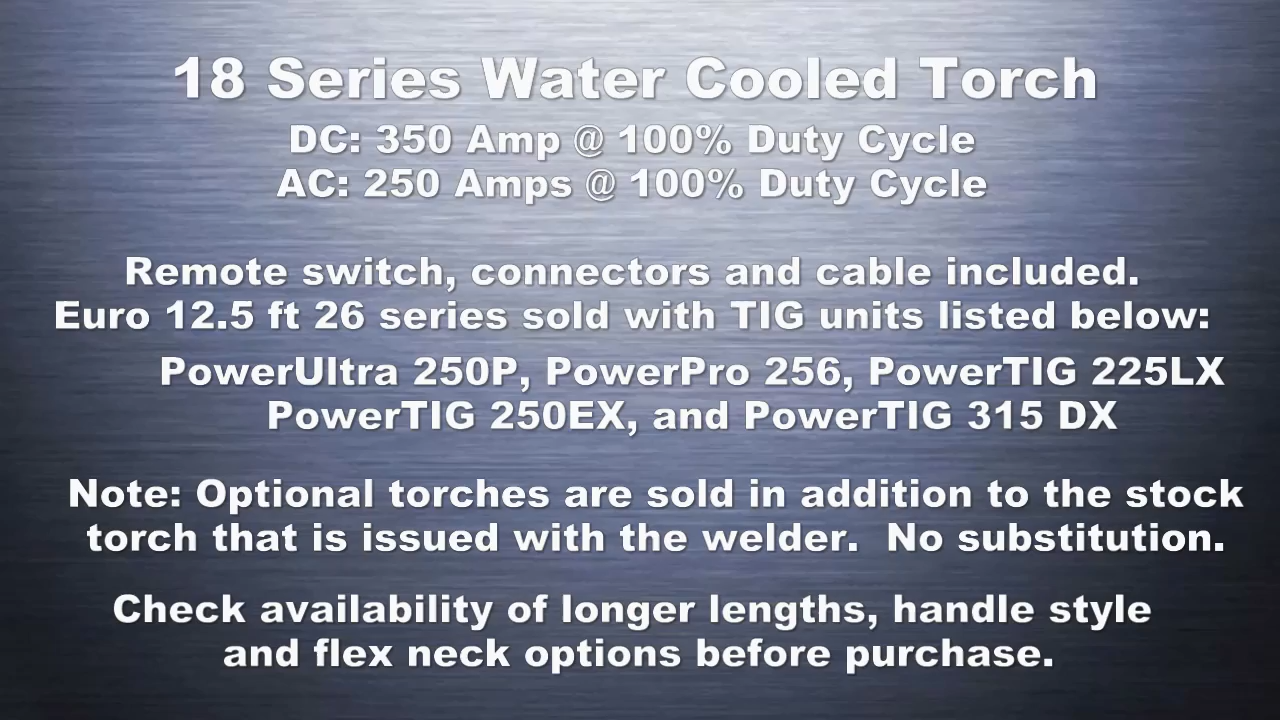 18 Series Water Cooled Torch
DC: 350 Amp @ 100% Duty Cycle
AC: 250 Amps @ 100% Duty Cycle
Remote switch, connectors and cable included.
Euro 12.5 ft 26 series sold with TIG units listed below:
PowerUltra 250P, PowerPro 256, PowerTIG 225LX
PowerTIG 250EX, and PowerTIG 315 DX
Note: Optional torches are sold in addition to the stock
torch that is issued with the welder.  No substitution.
Check availability of longer lengths, handle style
and flex neck options before purchase.